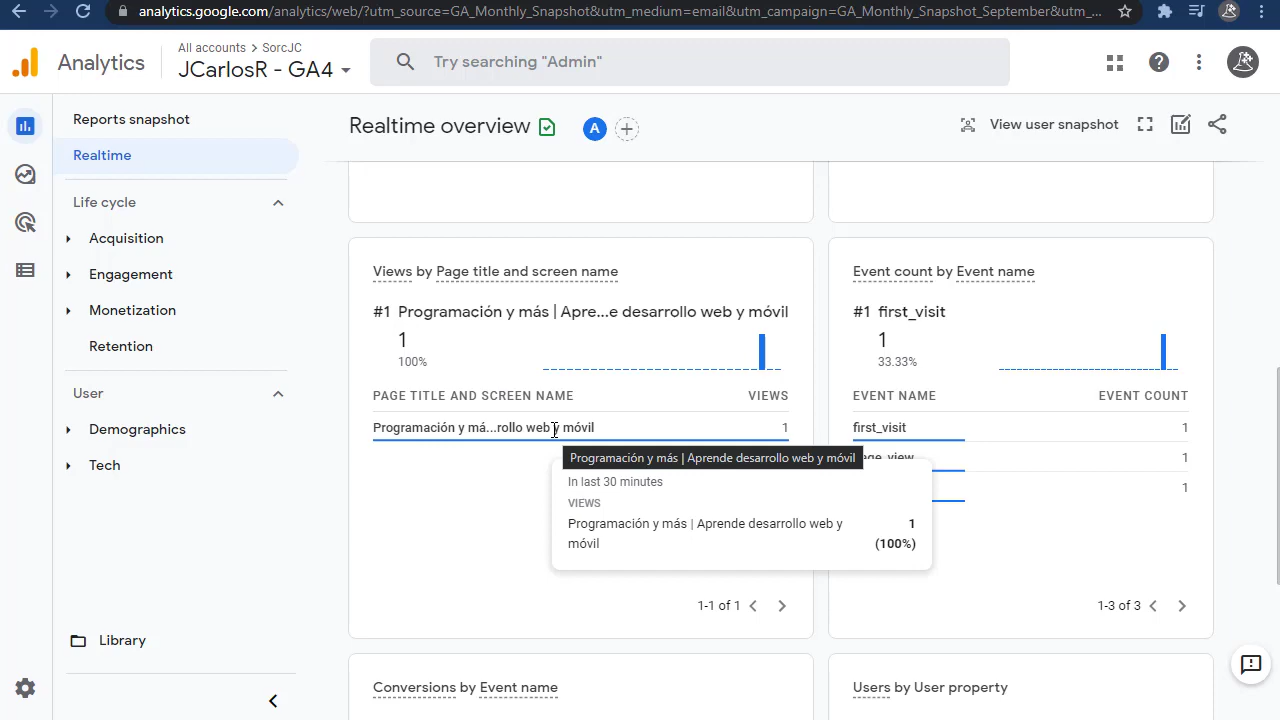 analytics.google.com/analytics/web/?utm_source=GA_Monthly_Snapshot&utm_medium=email&utm_campaign=GA_Monthly_Snapshot_September&utm_...
Analytics
All accounts > SorcJC
JCarlosR - GA4
Try searching "Admin"
Reports snapshot
Realtime
Life cycle
Acquisition
Engagement
Monetization
Retention
User
Demographics
Tech
Library
Realtime overview
A
View user snapshot
Views by Page title and screen name
#1 Programación y más | Apre...e desarrollo web y móvil
1
100%
PAGE TITLE AND SCREEN NAME VIEWS
Programación y má...rollo web y móvil 1
Programación y más | Aprende desarrollo web y móvil
In last 30 minutes
VIEWS
Programación y más | Aprende desarrollo web y 1
móvil (100%)
1-1 of 1
Event count by Event name
#1 first_visit
1
33.33%
EVENT NAME EVENT COUNT
first_visit 1
page_view 1
1
1-3 of 3
Conversions by Event name
Users by User property